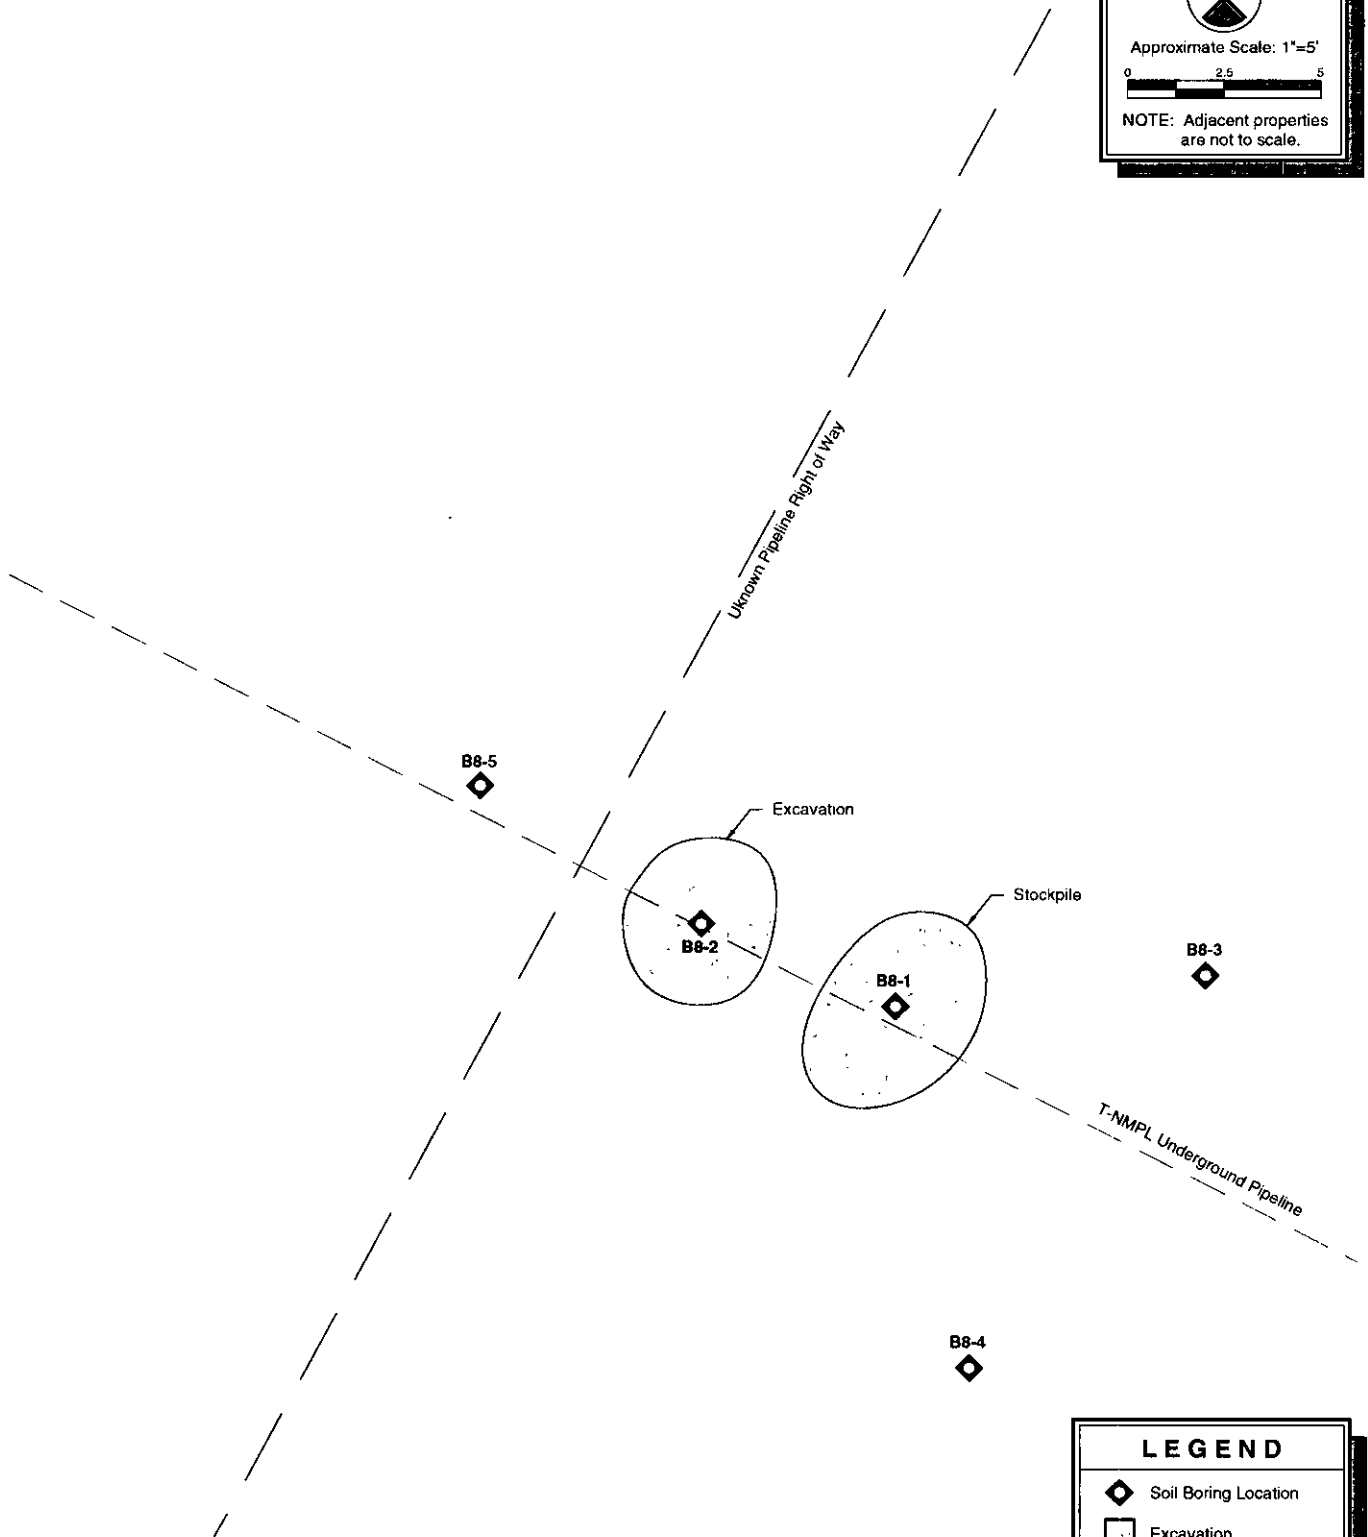 Approximate Scale: 1"=5'
0 2.5 5
NOTE: Adjacent properties
are not to scale.
Uknown Pipeline Right of Way
B8-5
Excavation
B8-2
Stockpile
B8-1
B8-3
T-NMPL Underground Pipeline
B8-4
LEGEND
Soil Boring Location
Excavation